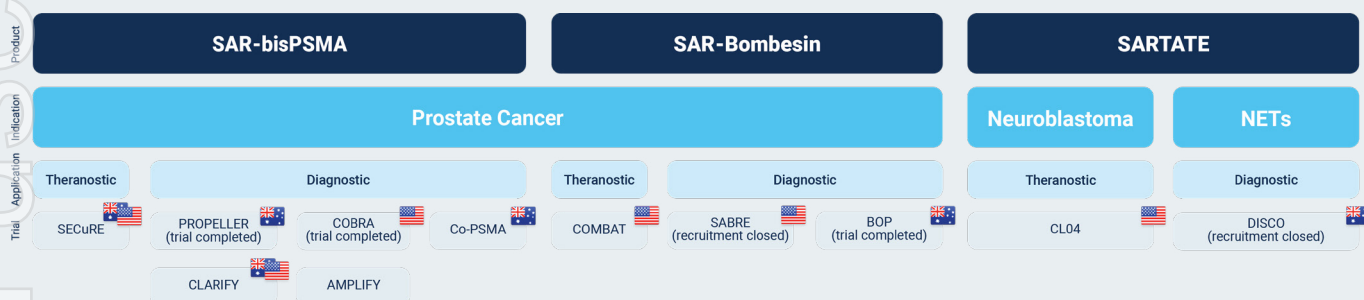 Product
SAR-bisPSMA
SAR-Bombesin
SARTATE
Indication
Prostate Cancer
Neuroblastoma
NETs
Application
Theranostic
Diagnostic
Theranostic
Diagnostic
Theranostic
Diagnostic
Trial
SECuRE
PROPELLER
(trial completed)
COBRA
(trial completed)
Co-PSMA
COMBAT
SABRE
(recruitment closed)
BOP
(trial completed)
CL04
DISCO
(recruitment closed)
CLARIFY
AMPLIFY